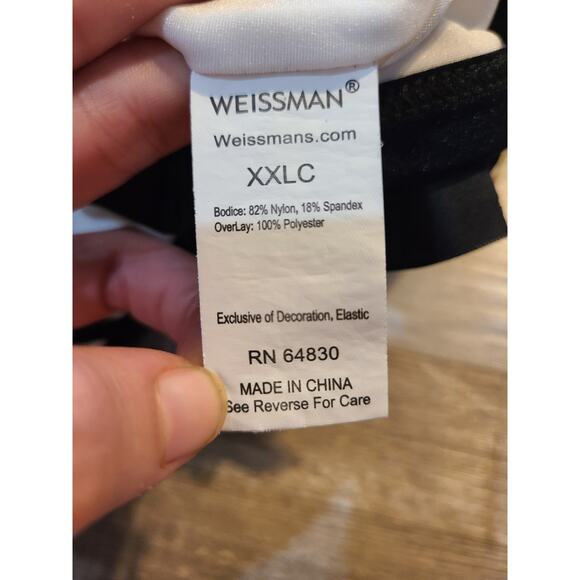 WEISSMAN®
Weissmans.com
XXLC
Bodice: 82% Nylon, 18% Spandex
OverLay: 100% Polyester
Exclusive of Decoration, Elastic
RN 64830
MADE IN CHINA
See Reverse For Care